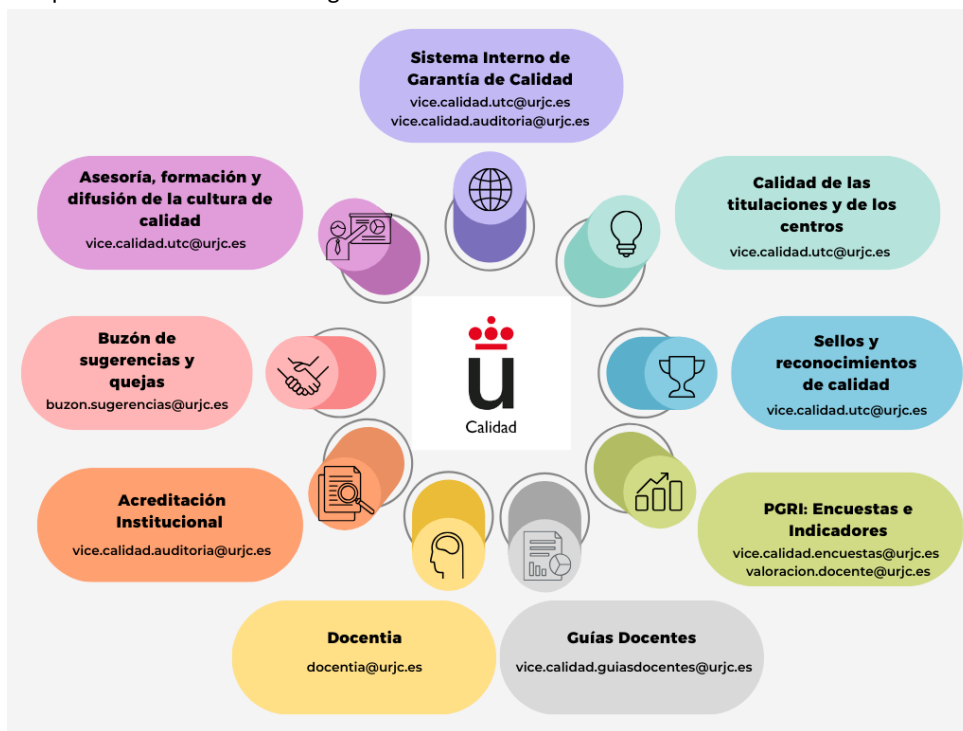 Sistema Interno de
Garantía de Calidad
vice.calidad.utc@urjc.es
vice.calidad.auditoria@urjc.es
Asesoría, formación y
difusión de la cultura de
calidad
vice.calidad.utc@urjc.es
Calidad de las
titulaciones y de los
centros
vice.calidad.utc@urjc.es
Buzón de
sugerencias y
quejas
buzon.sugerencias@urjc.es
u
Calidad
Sellos y
reconocimientos
de calidad
vice.calidad.utc@urjc.es
Acreditación
Institucional
vice.calidad.auditoria@urjc.es
PGRI: Encuestas e
Indicadores
vice.calidad.encuestas@urjc.es
valoracion.docente@urjc.es
Docentia
docentia@urjc.es
Guías Docentes
vice.calidad.guiasdocentes@urjc.es